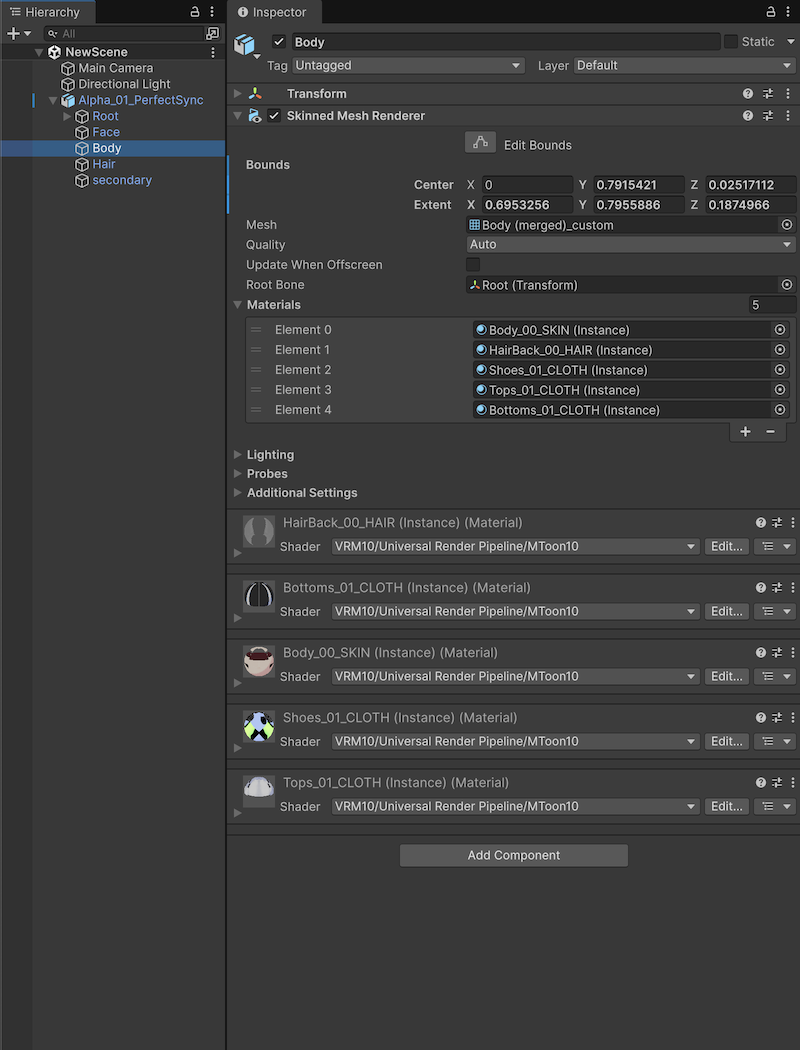 Hierarchy
All
NewScene
Main Camera
Directional Light
Alpha_01_PerfectSync
Root
Face
Body
Hair
secondary
Inspector
Body
Static
Tag Untagged Layer Default
Transform
Skinned Mesh Renderer
Edit Bounds
Bounds
Center X 0 Y 0.7915421 Z 0.02517112
Extent X 0.6953256 Y 0.7955886 Z 0.1874966
Mesh Body (merged)_custom
Quality Auto
Update When Offscreen
Root Bone Root (Transform)
Materials 5
Element 0 Body_00_SKIN (Instance)
Element 1 HairBack_00_HAIR (Instance)
Element 2 Shoes_01_CLOTH (Instance)
Element 3 Tops_01_CLOTH (Instance)
Element 4 Bottoms_01_CLOTH (Instance)
Lighting
Probes
Additional Settings
HairBack_00_HAIR (Instance) (Material)
Shader VRM10/Universal Render Pipeline/MToon10 Edit...
Bottoms_01_CLOTH (Instance) (Material)
Shader VRM10/Universal Render Pipeline/MToon10 Edit...
Body_00_SKIN (Instance) (Material)
Shader VRM10/Universal Render Pipeline/MToon10 Edit...
Shoes_01_CLOTH (Instance) (Material)
Shader VRM10/Universal Render Pipeline/MToon10 Edit...
Tops_01_CLOTH (Instance) (Material)
Shader VRM10/Universal Render Pipeline/MToon10 Edit...
Add Component